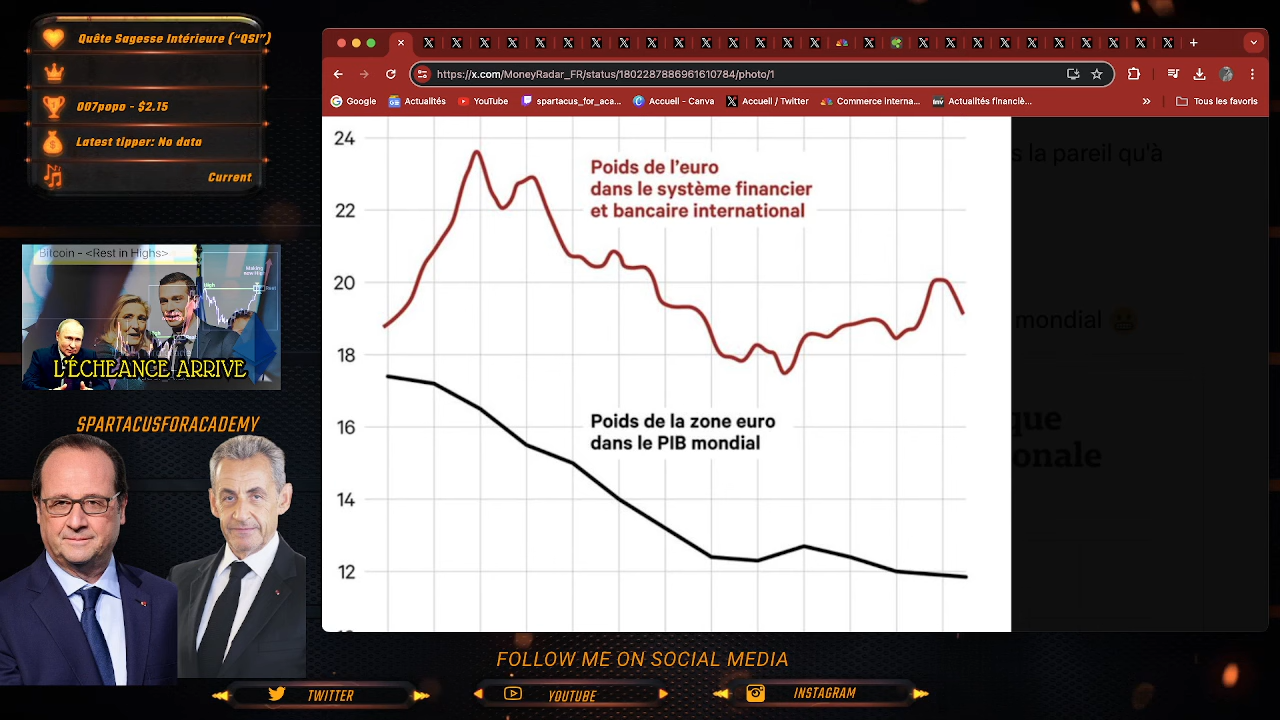 Quête Sagesse Intérieure ("QSI")
007popo - $2.15
Latest tipper: No data
Current
Bitcoin - <Rest in Highs>
L'ÉCHEANCE ARRIVE
SPARTACUSFORACADEMY
https://x.com/MoneyRadar_FR/status/1802287886961610784/photo/1
Google
Actualités
YouTube
spartacus_for_aca...
Accueil - Canva
Accueil / Twitter
Commerce interna...
Actualités financiè...
Tous les favoris
24
22
20
18
16
14
12
Poids de l'euro
dans le système financier
et bancaire international
Poids de la zone euro
dans le PIB mondial
s la pareil qu'à
mondial
que
onale
FOLLOW ME ON SOCIAL MEDIA
TWITTER
YOUTUBE
INSTAGRAM